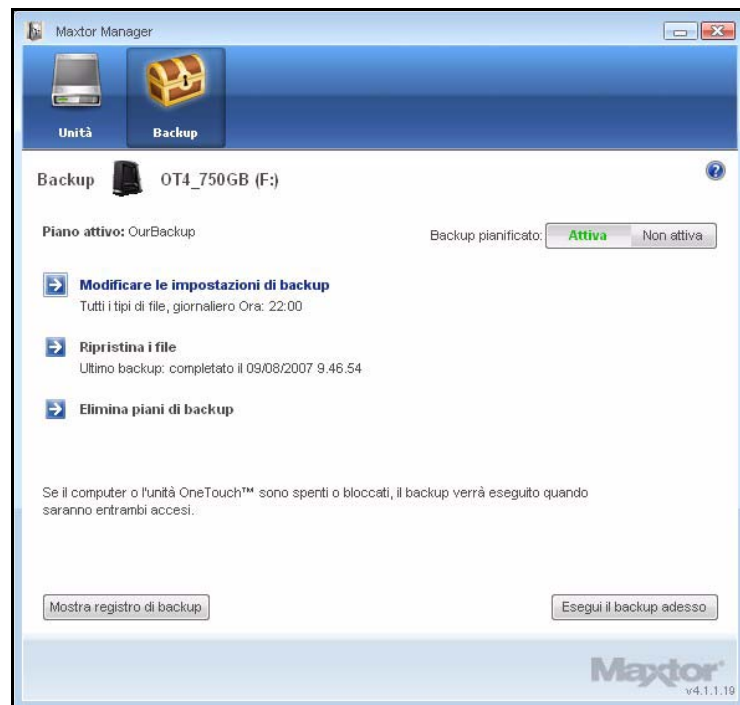 Maxtor Manager
Unità
Backup
Backup OT4_750GB (F:)
Piano attivo: OurBackup
Backup pianificato: Attiva Non attiva
Modificare le impostazioni di backup
Tutti i tipi di file, giornaliero Ora: 22:00
Ripristina i file
Ultimo backup: completato il 09/08/2007 9.46.54
Elimina piani di backup
Se il computer o l'unità OneTouch™ sono spenti o bloccati, il backup verrà eseguito quando
saranno entrambi accesi.
Mostra registro di backup
Esegui il backup adesso
Maxtor
v4.1.1.19